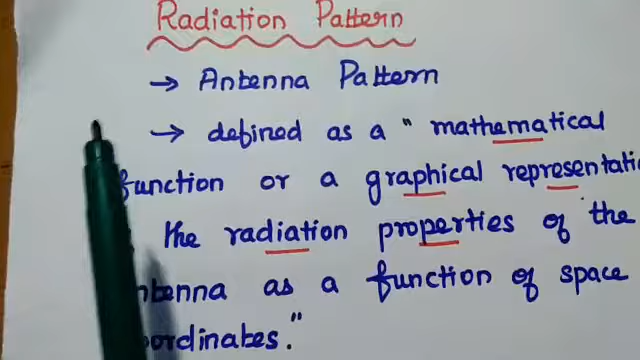 Radiation Pattern
→ Antenna Pattern
→ defined as a " mathematical
function or a graphical representati
the radiation properties of the
ntenna as a function of space
ordinates."